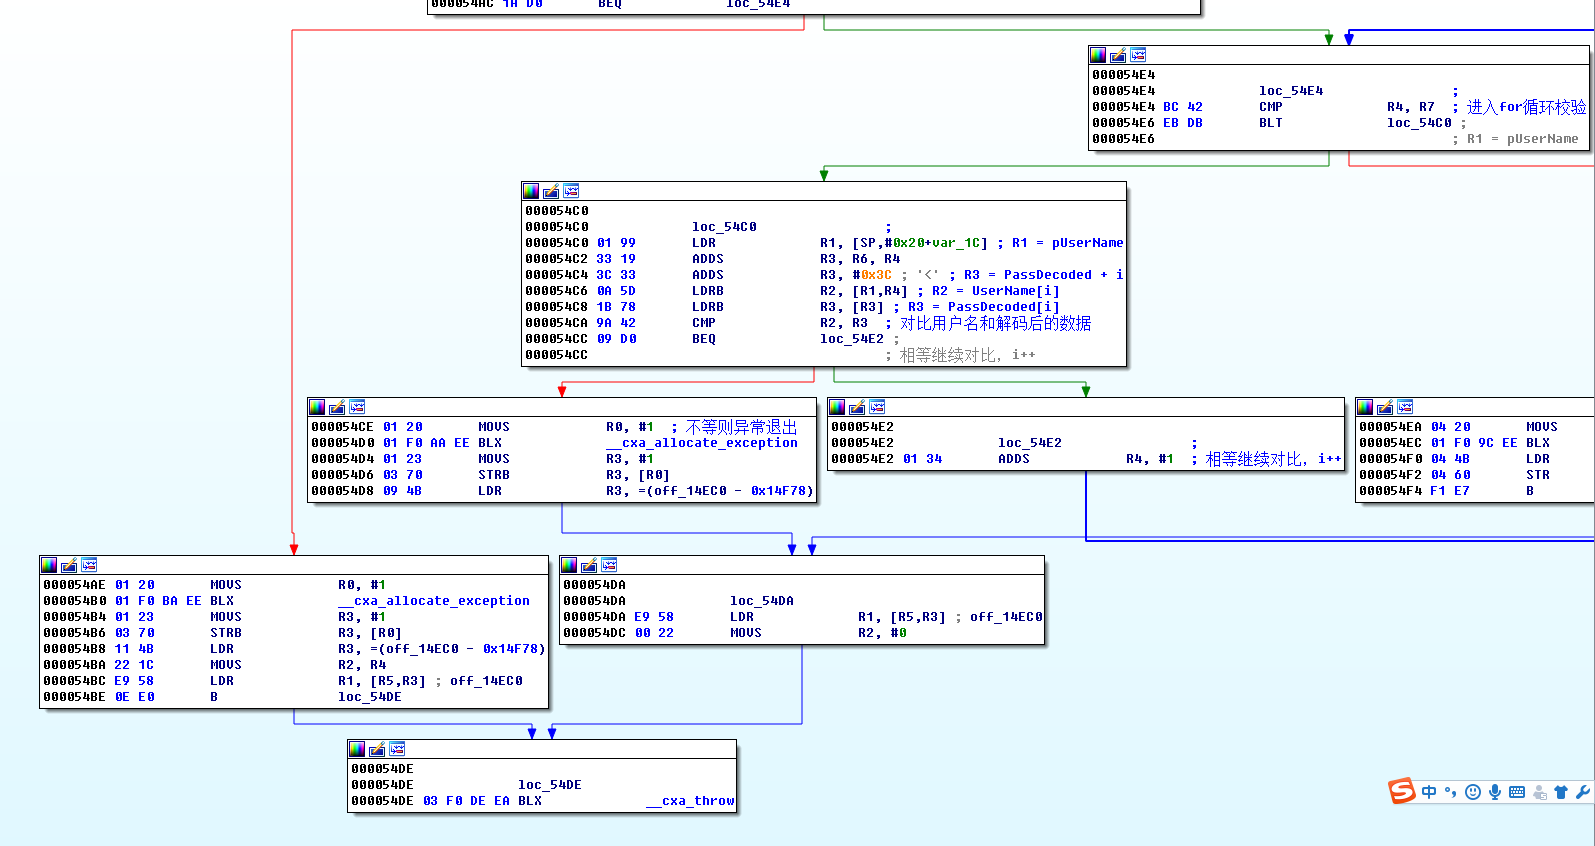 000054AC 1A D0 BEQ loc_54E4
000054E4
000054E4 loc_54E4 ;
000054E4 BC 42 CMP R4, R7 ; 进入for循环校验
000054E6 EB DB BLT loc_54C0 ;
000054E6 ; R1 = pUserName
000054C0
000054C0 loc_54C0 ;
000054C0 01 99 LDR R1, [SP,#0x20+var_1C] ; R1 = pUserName
000054C2 33 19 ADDS R3, R6, R4
000054C4 3C 33 ADDS R3, #0x3C ; '<' ; R3 = PassDecoded + i
000054C6 0A 5D LDRB R2, [R1,R4] ; R2 = UserName[i]
000054C8 1B 78 LDRB R3, [R3] ; R3 = PassDecoded[i]
000054CA 9A 42 CMP R2, R3 ; 对比用户名和解码后的数据
000054CC 09 D0 BEQ loc_54E2 ;
000054CC ; 相等继续对比，i++
000054CE 01 20 MOVS R0, #1 ; 不等则异常退出
000054D0 01 F0 AA EE BLX __cxa_allocate_exception
000054D4 01 23 MOVS R3, #1
000054D6 03 70 STRB R3, [R0]
000054D8 09 4B LDR R3, =(off_14EC0 - 0x14F78)
000054E2
000054E2 loc_54E2 ;
000054E2 01 34 ADDS R4, #1 ; 相等继续对比，i++
000054EA 04 20 MOVS
000054EC 01 F0 9C EE BLX
000054F0 04 4B LDR
000054F2 04 60 STR
000054F4 F1 E7 B
000054AE 01 20 MOVS R0, #1
000054B0 01 F0 BA EE BLX __cxa_allocate_exception
000054B4 01 23 MOVS R3, #1
000054B6 03 70 STRB R3, [R0]
000054B8 11 4B LDR R3, =(off_14EC0 - 0x14F78)
000054BA 22 1C MOVS R2, R4
000054BC E9 58 LDR R1, [R5,R3] ; off_14EC0
000054BE 0E E0 B loc_54DE
000054DA
000054DA loc_54DA
000054DA E9 58 LDR R1, [R5,R3] ; off_14EC0
000054DC 00 22 MOVS R2, #0
000054DE
000054DE loc_54DE
000054DE 03 F0 DE EA BLX __cxa_throw
S 中